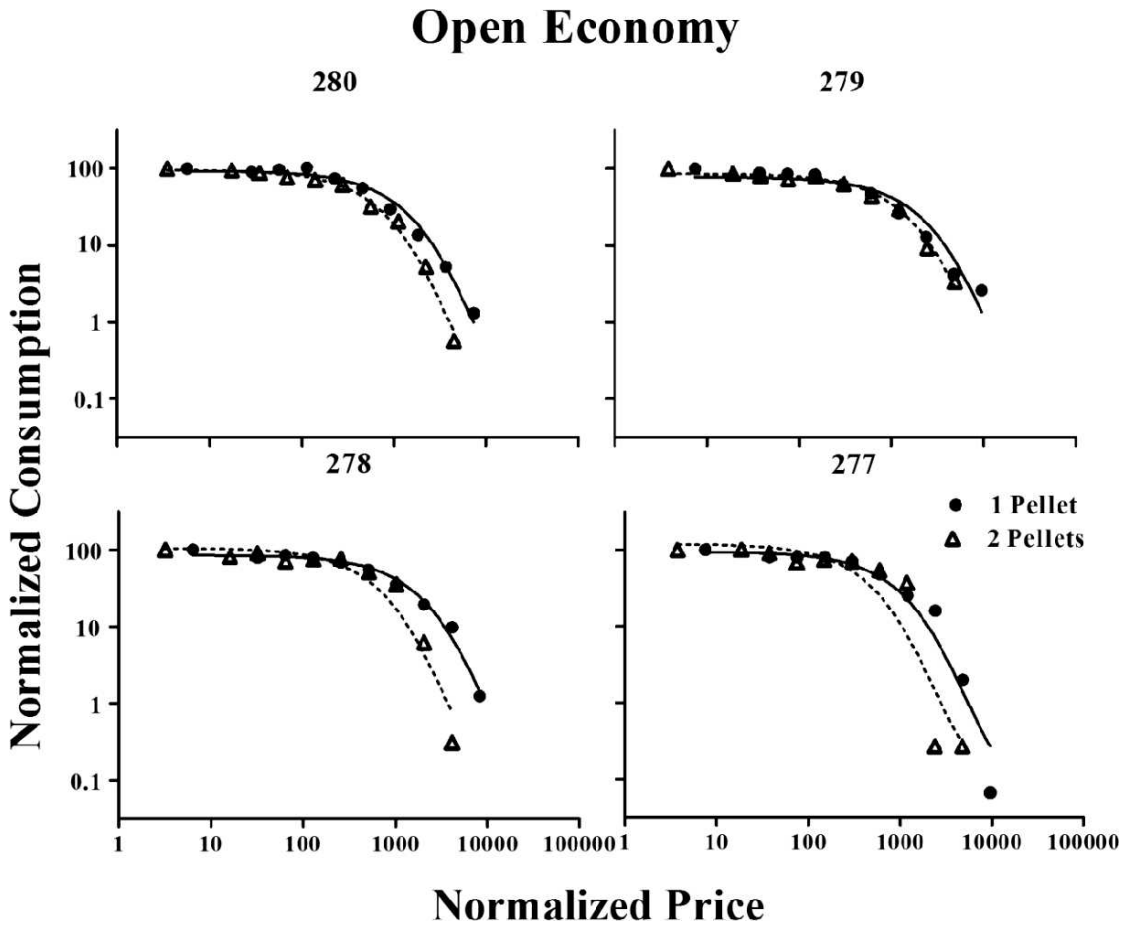 Open Economy
280
279
100
10
1
0.1
Normalized Consumption
278
277
1 Pellet
2 Pellets
100
10
1
0.1
1 10 100 1000 10000 100000
1 10 100 1000 10000 100000
Normalized Price